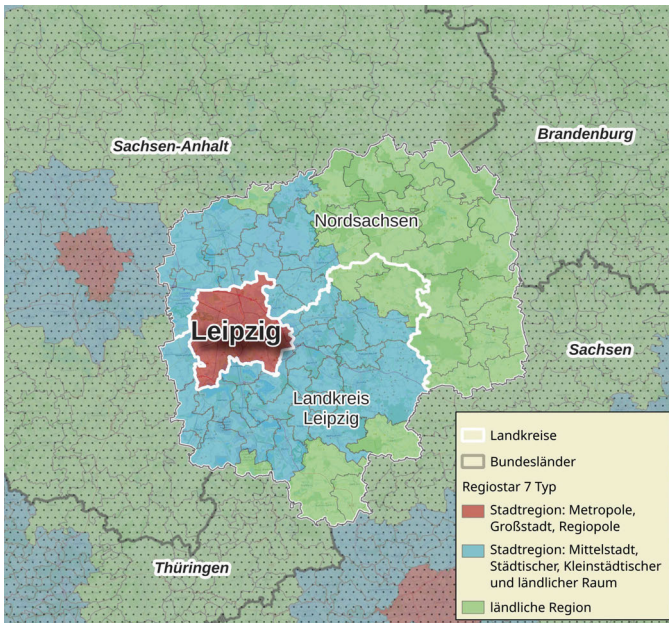 Sachsen-Anhalt
Brandenburg
Nordsachsen
Leipzig
Sachsen
Landkreis
Leipzig
Thüringen
Landkreise
Bundesländer
Regiostar 7 Typ
Stadtregion: Metropole,
Großstadt, Regiopole
Stadtregion: Mittelstadt,
Städtischer, Kleinstädtischer
und ländlicher Raum
ländliche Region